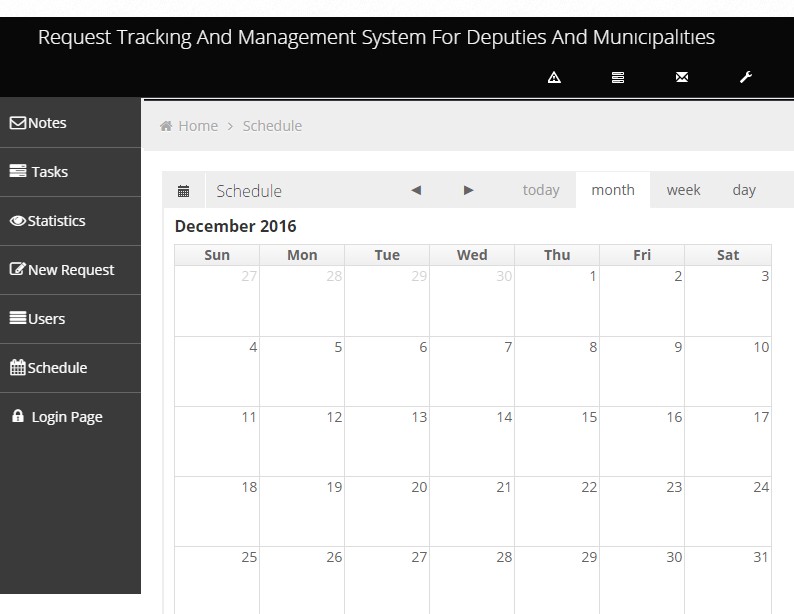 Request Tracking And Management System For Deputies And Municipalities
Notes
Tasks
Statistics
New Request
Users
Schedule
Login Page
Home > Schedule
Schedule ◄ ► today month week day
December 2016
Sun Mon Tue Wed Thu Fri Sat
27 28 29 30 1 2 3
4 5 6 7 8 9 10
11 12 13 14 15 16 17
18 19 20 21 22 23 24
25 26 27 28 29 30 31